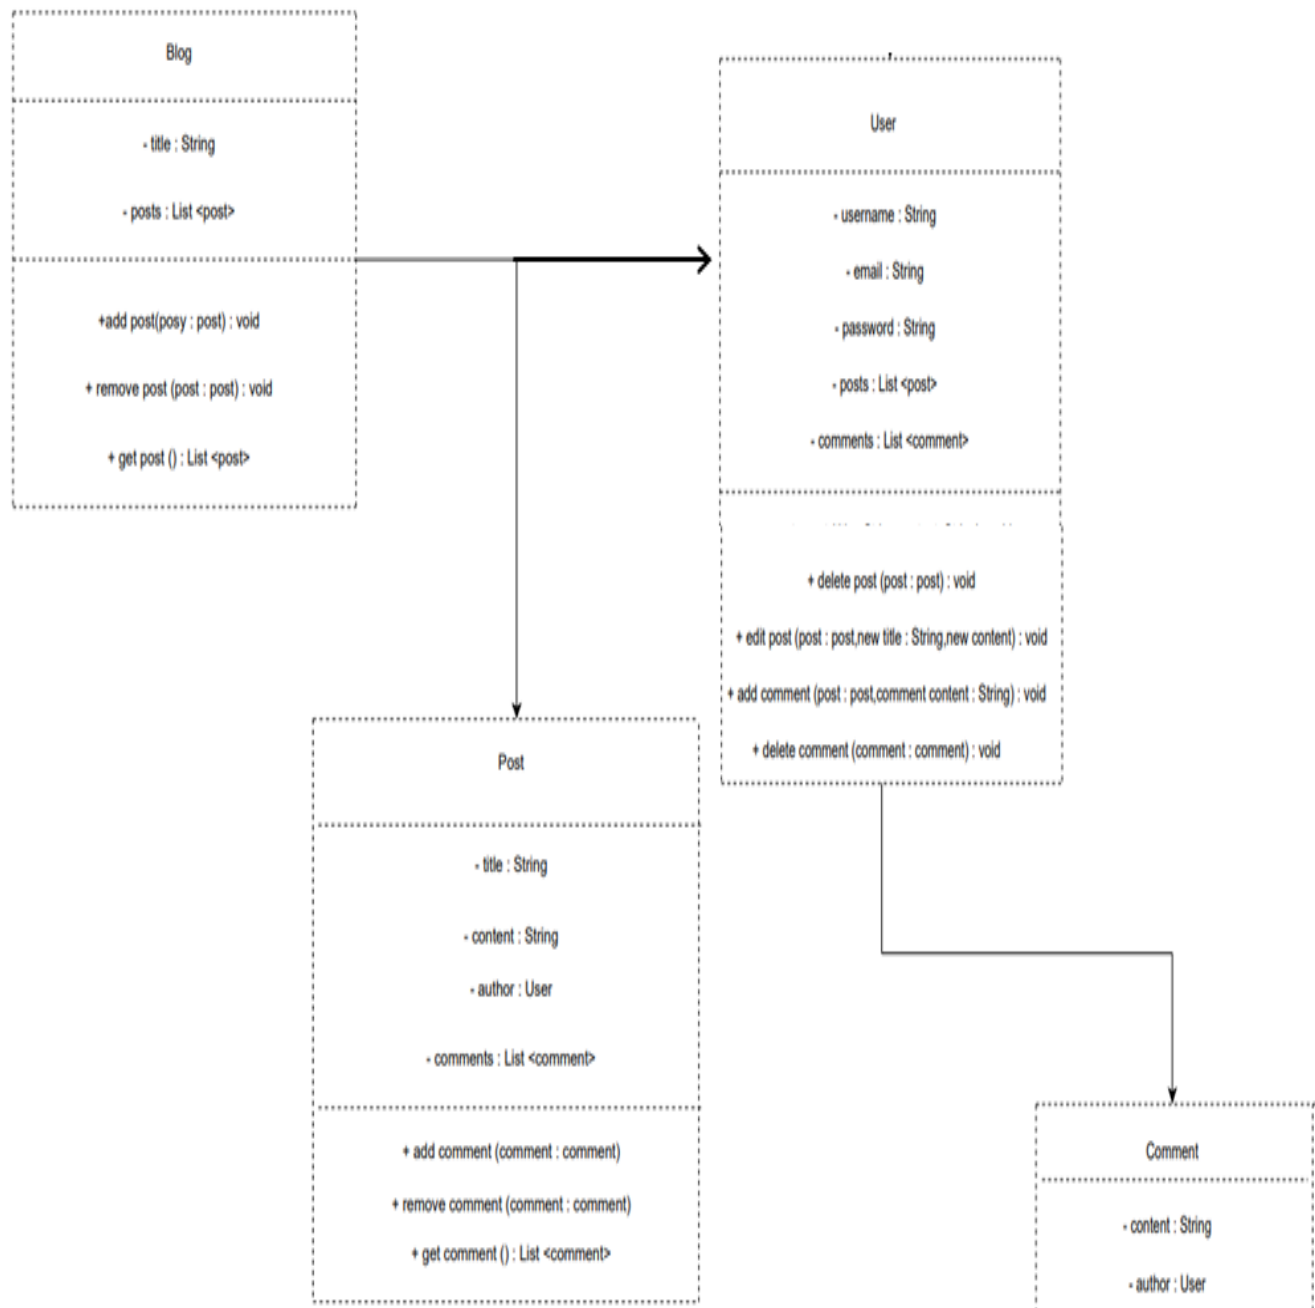 Blog
- title : String
- posts : List <post>
+add post(posy : post) : void
+ remove post (post : post) : void
+ get post () : List <post>
User
- username : String
- email : String
- password : String
- posts : List <post>
- comments : List <comment>
+ delete post (post : post) : void
+ edit post (post : post,new title : String,new content) : void
+ add comment (post : post,comment content : String) : void
+ delete comment (comment : comment) : void
Post
- title : String
- content : String
- author : User
- comments : List <comment>
+ add comment (comment : comment)
+ remove comment (comment : comment)
+ get comment () : List <comment>
Comment
- content : String
- author : User